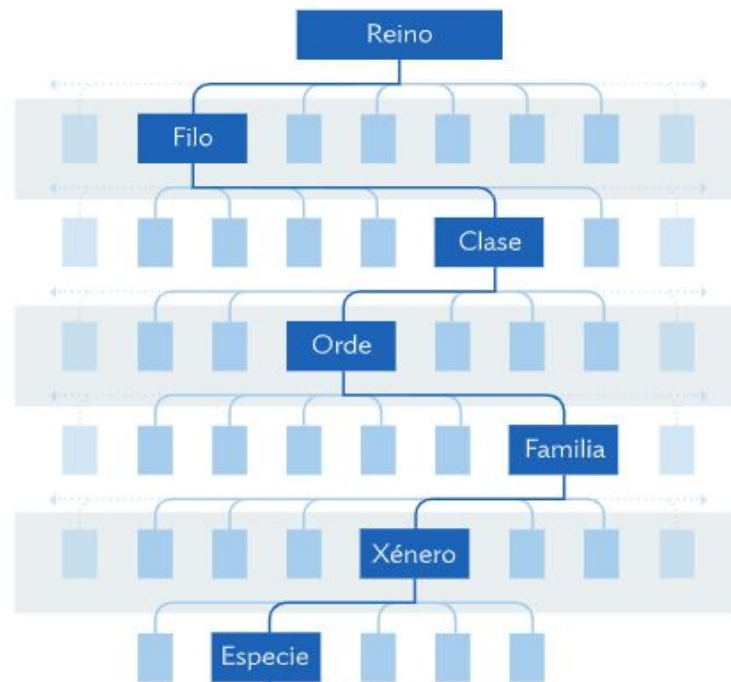 Reino
Filo
Clase
Orde
Familia
Xénero
Especie